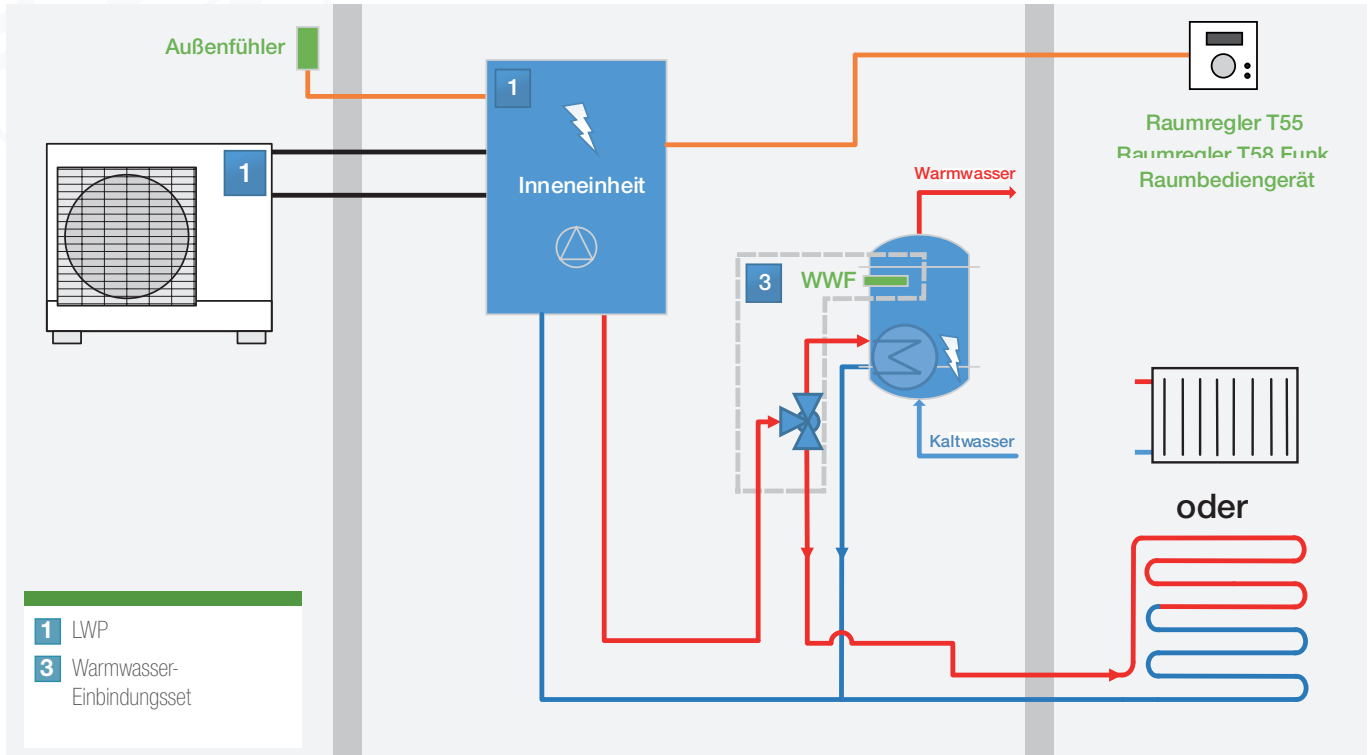 Außenfühler
1
Inneneinheit
1
Raumregler T55
Raumregler T58 Funk
Raumbediengerät
Warmwasser
3
WWF
Kaltwasser
oder
1 LWP
3 Warmwasser-
Einbindungsset